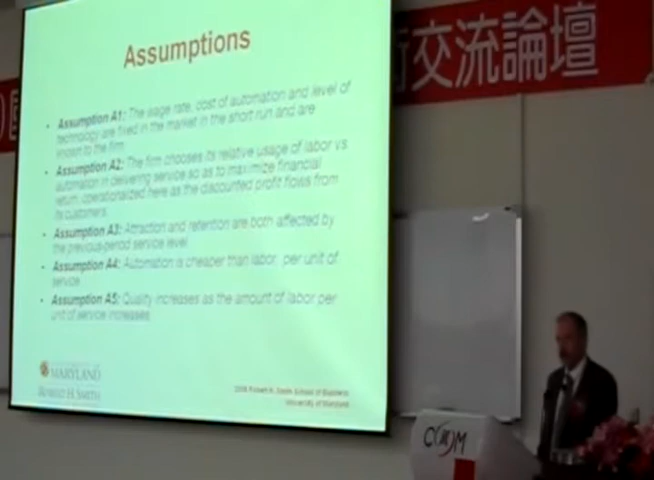 Assumptions
交流論壇
• Assumption A1: The wage rate, cost of automation and level of
technology are fixed in the market in the short run and are
known to the firm
• Assumption A2: The firm chooses its relative usage of labor vs.
automation in delivering service so as to maximize financial
return, operationalized here as the discounted profit flows from
its customers.
• Assumption A3: Attraction and retention are both affected by
the previous-period service level
• Assumption A4: Automation is cheaper than labor, per unit of
service.
• Assumption A5: Quality increases as the amount of labor per
unit of service increases.
MARYLAND
ROBERT H. SMITH
2008 Robert H. Smith School of Business
University of Maryland